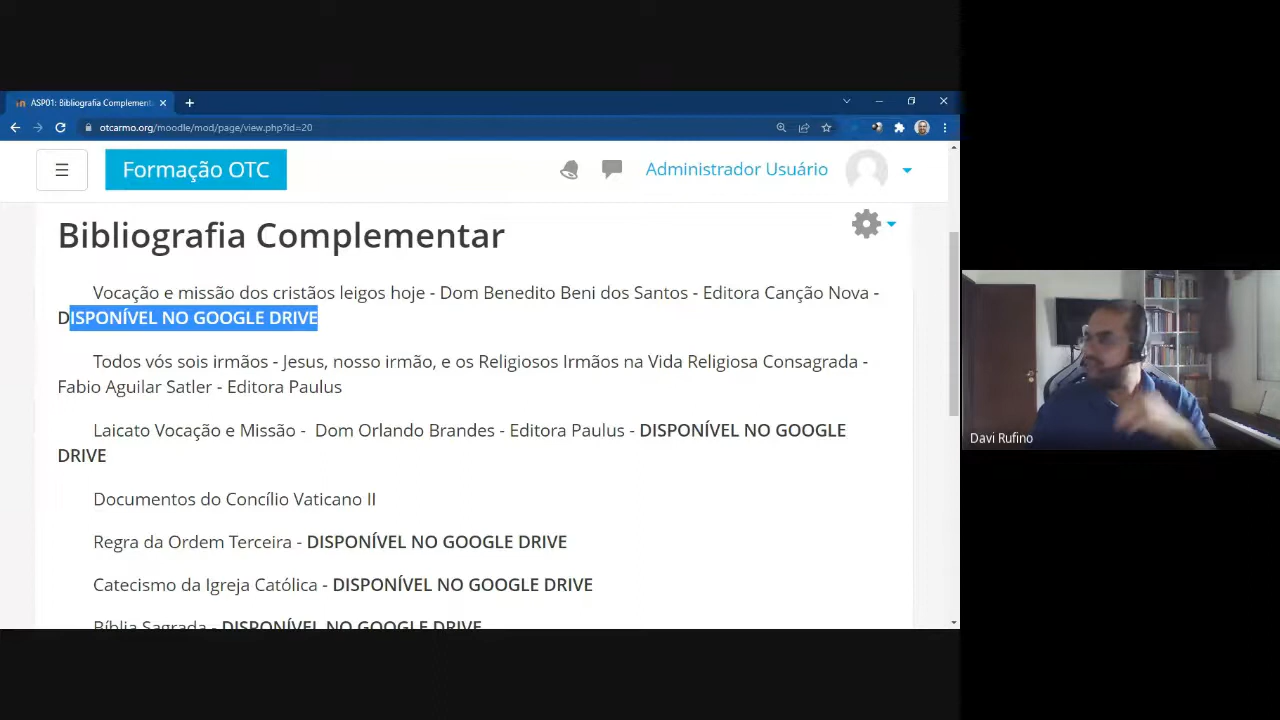 ASP01: Bibliografia Complementa
otcarmo.org/moodle/mod/page/view.php?id=20
Formação OTC
Administrador Usuário
Bibliografia Complementar
Vocação e missão dos cristãos leigos hoje - Dom Benedito Beni dos Santos - Editora Canção Nova -
DISPONÍVEL NO GOOGLE DRIVE
Todos vós sois irmãos - Jesus, nosso irmão, e os Religiosos Irmãos na Vida Religiosa Consagrada -
Fabio Aguilar Satler - Editora Paulus
Laicato Vocação e Missão - Dom Orlando Brandes - Editora Paulus - DISPONÍVEL NO GOOGLE
DRIVE
Documentos do Concílio Vaticano II
Regra da Ordem Terceira - DISPONÍVEL NO GOOGLE DRIVE
Catecismo da Igreja Católica - DISPONÍVEL NO GOOGLE DRIVE
Bíblia Sagrada - DISPONÍVEL NO GOOGLE DRIVE
Davi Rufino